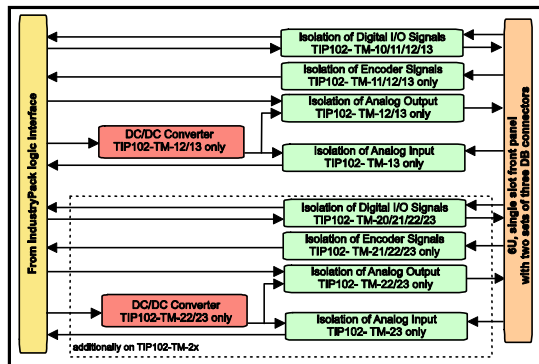 From IndustryPack logic Interface
Isolation of Digital I/O Signals
TIP102- TM-10/11/12/13
Isolation of Encoder Signals
TIP102- TM-11/12/13 only
Isolation of Analog Output
TIP102- TM-12/13 only
DC/DC Converter
TIP102-TM-12/13 only
Isolation of Analog Input
TIP102- TM-13 only
Isolation of Digital I/O Signals
TIP102- TM-20/21/22/23
Isolation of Encoder Signals
TIP102- TM-21/22/23 only
Isolation of Analog Output
TIP102- TM-22/23 only
DC/DC Converter
TIP102-TM-22/23 only
Isolation of Analog Input
TIP102- TM-23 only
additionally on TIP102-TM-2x
6U, single slot front panel
with two sets of three DB connectors